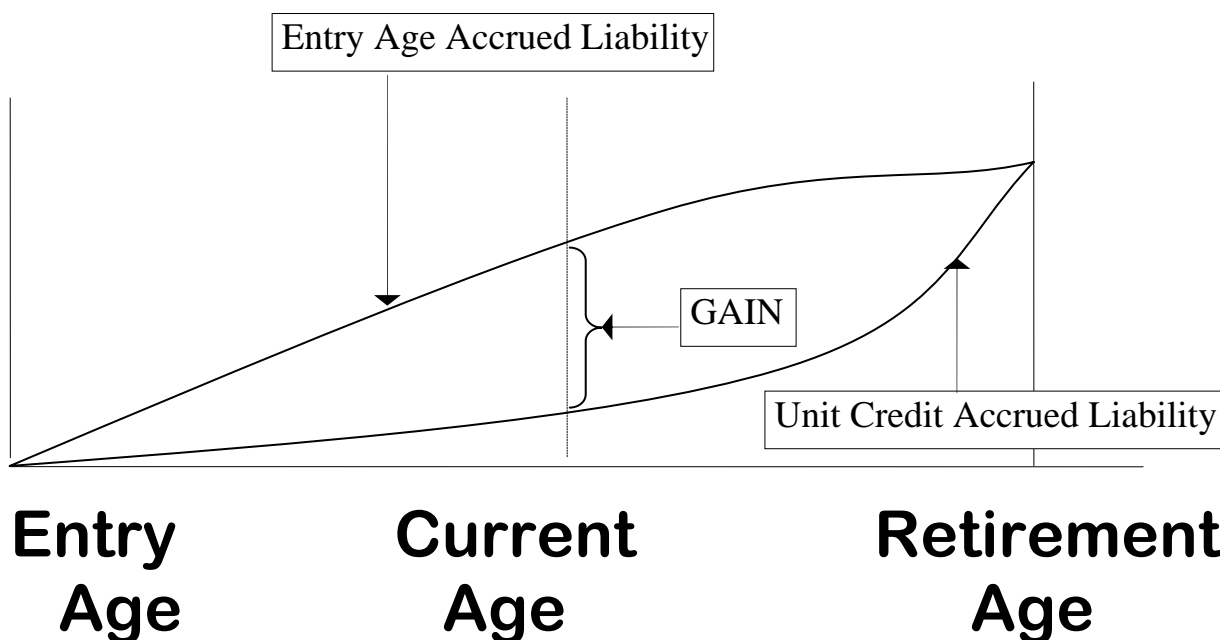 Entry Age Accrued Liability
GAIN
Unit Credit Accrued Liability
Entry Age
Current Age
Retirement Age